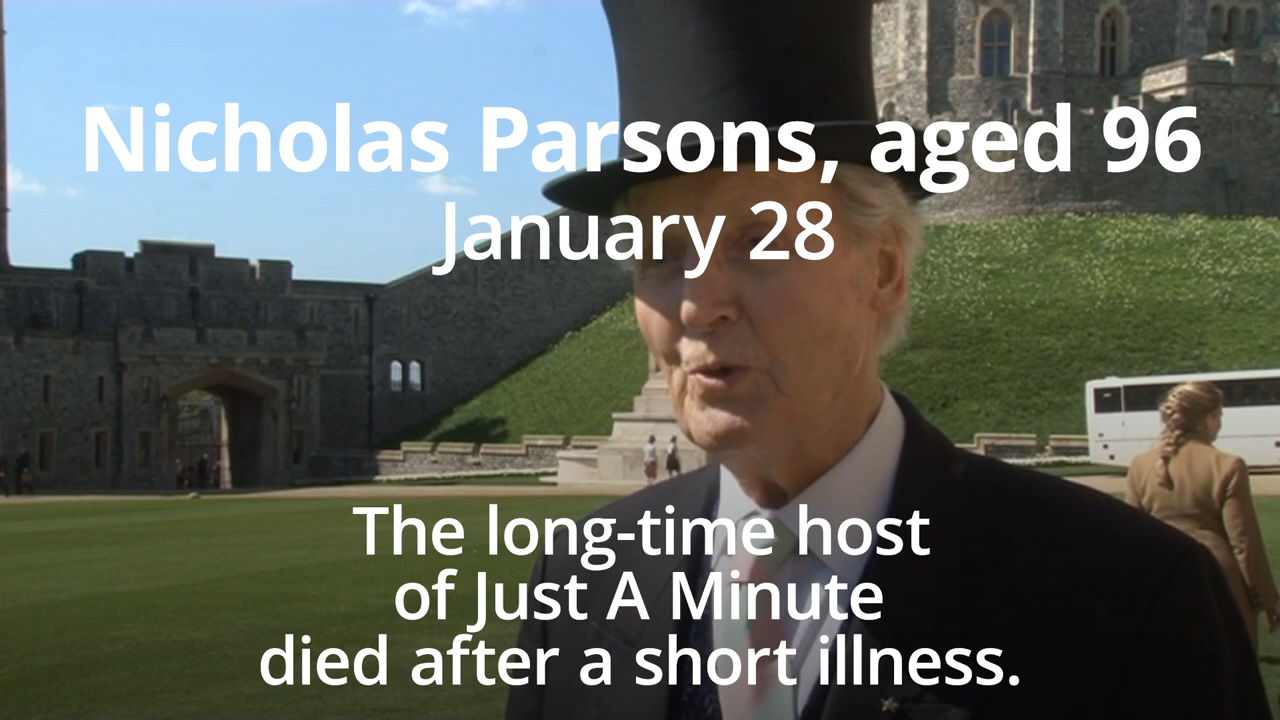 Nicholas Parsons, aged 96
January 28
The long-time host
of Just A Minute
died after a short illness.